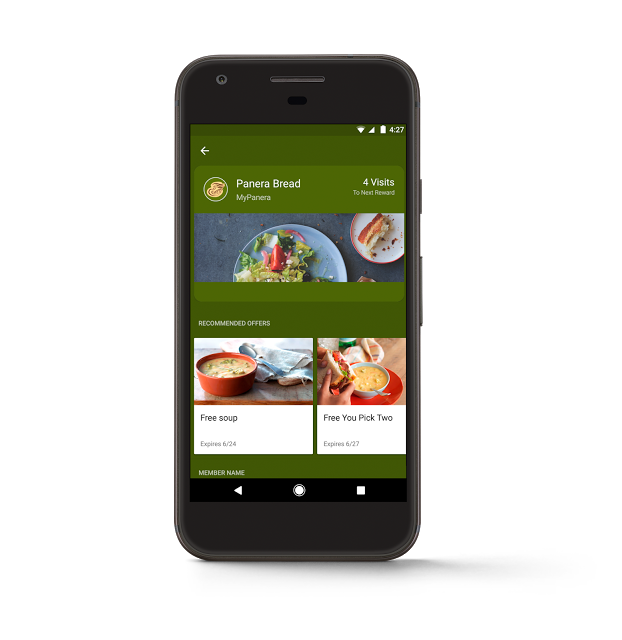 4:27
Panera Bread
4 Visits
MyPanera
To Next Reward
RECOMMENDED OFFERS
Free soup
Free You Pick Two
Expires 6/24
Expires 6/27
MEMBER NAME